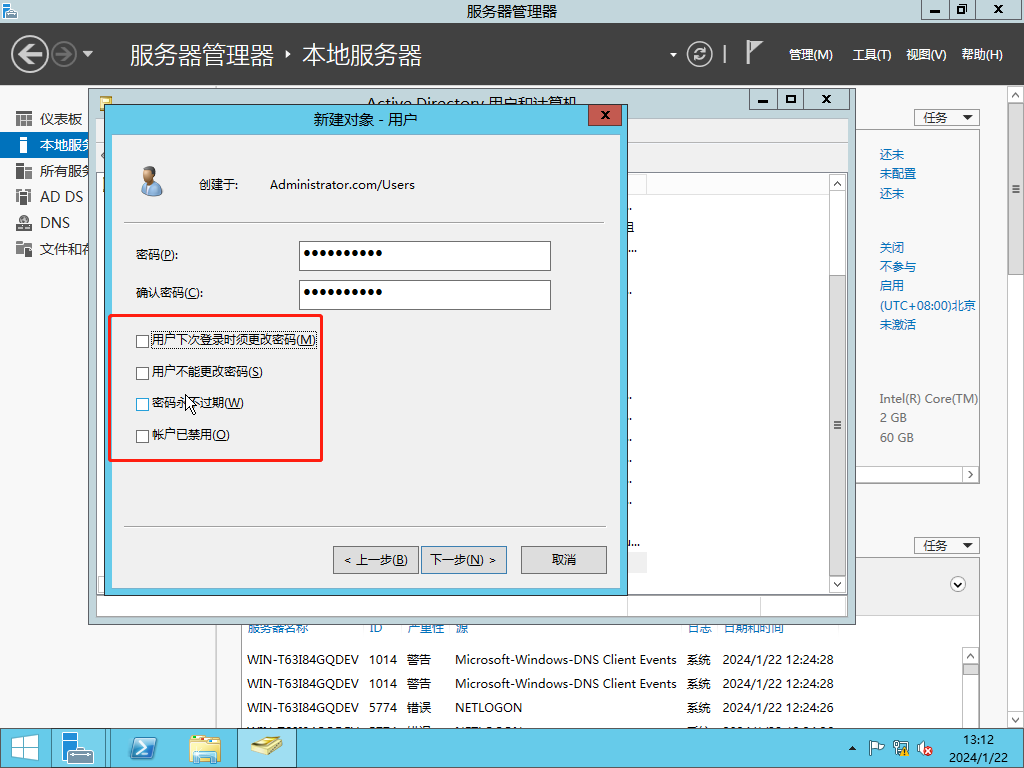 服务器管理器
服务器管理器 · 本地服务器
管理(M) 工具(T) 视图(V) 帮助(H)
仪表板
本地服务
所有服务
AD DS
DNS
文件和存
Active Directory 用户和计算机
新建对象 - 用户
创建于: Administrator.com/Users
密码(P): ●●●●●●●●●●
确认密码(C): ●●●●●●●●●●
用户下次登录时须更改密码(M)
用户不能更改密码(S)
密码永不过期(W)
帐户已禁用(O)
< 上一步(B) 下一步(N) > 取消
组
u...
任务
还未
未配置
还未
关闭
不参与
启用
(UTC+08:00)北京
未激活
Intel(R) Core(TM)
2 GB
60 GB
任务
服务器名称 ID 严重性 源 日志 日期和时间
WIN-T63I84GQDEV 1014 警告 Microsoft-Windows-DNS Client Events 系统 2024/1/22 12:24:28
WIN-T63I84GQDEV 1014 警告 Microsoft-Windows-DNS Client Events 系统 2024/1/22 12:24:28
WIN-T63I84GQDEV 5774 错误 NETLOGON 系统 2024/1/22 12:24:26
13:12
2024/1/22